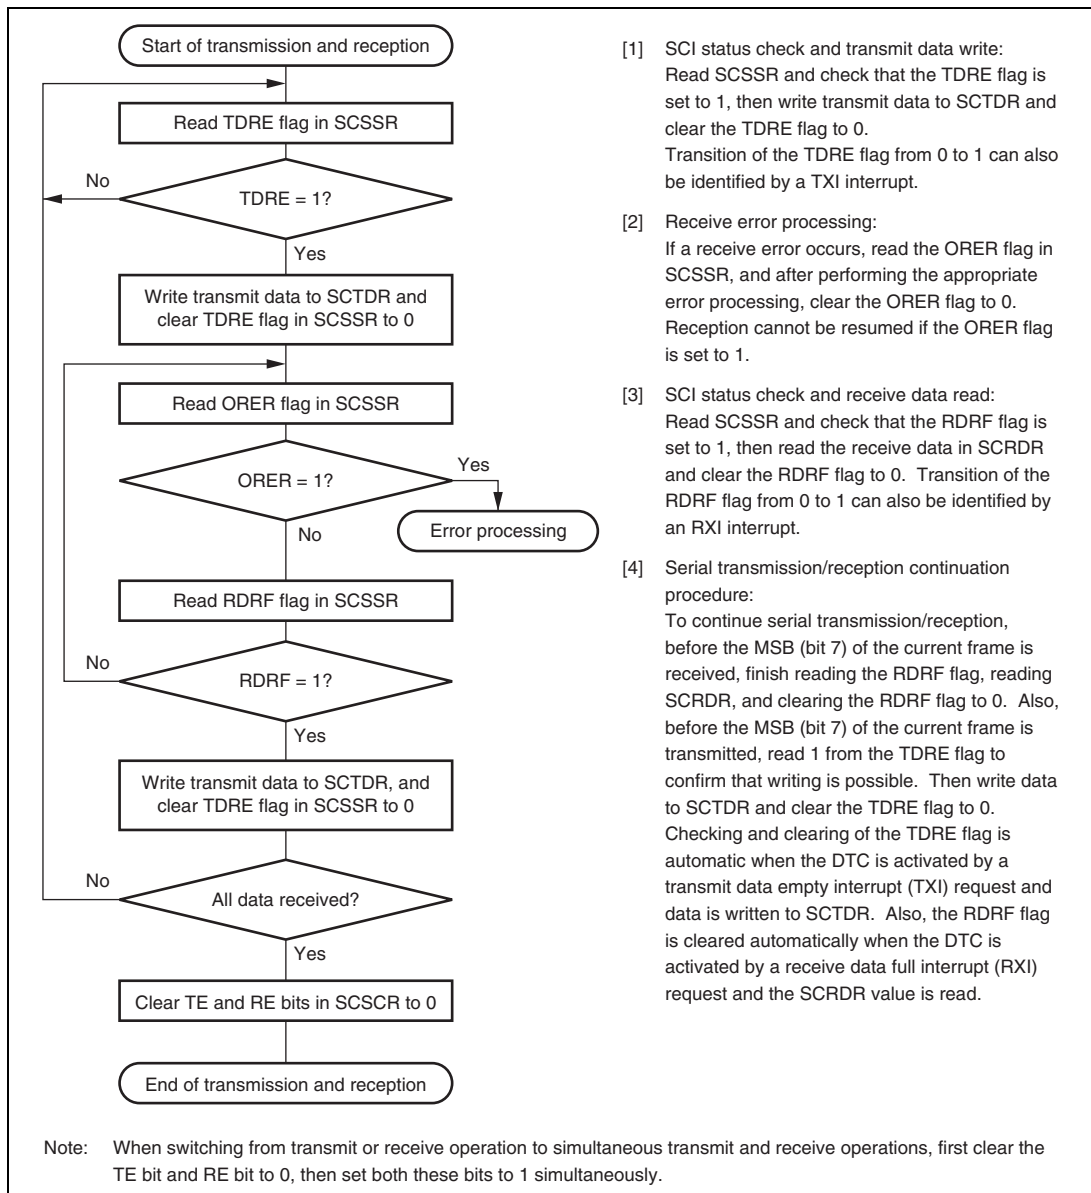 Start of transmission and reception
Read TDRE flag in SCSSR
No
TDRE = 1?
Yes
Write transmit data to SCTDR and
clear TDRE flag in SCSSR to 0
Read ORER flag in SCSSR
Yes
ORER = 1?
No
Error processing
Read RDRF flag in SCSSR
No
RDRF = 1?
Yes
Write transmit data to SCTDR, and
clear TDRE flag in SCSSR to 0
No
All data received?
Yes
Clear TE and RE bits in SCSCR to 0
End of transmission and reception
[1] SCI status check and transmit data write:
Read SCSSR and check that the TDRE flag is
set to 1, then write transmit data to SCTDR and
clear the TDRE flag to 0.
Transition of the TDRE flag from 0 to 1 can also
be identified by a TXI interrupt.
[2] Receive error processing:
If a receive error occurs, read the ORER flag in
SCSSR, and after performing the appropriate
error processing, clear the ORER flag to 0.
Reception cannot be resumed if the ORER flag
is set to 1.
[3] SCI status check and receive data read:
Read SCSSR and check that the RDRF flag is
set to 1, then read the receive data in SCRDR
and clear the RDRF flag to 0. Transition of the
RDRF flag from 0 to 1 can also be identified by
an RXI interrupt.
[4] Serial transmission/reception continuation
procedure:
To continue serial transmission/reception,
before the MSB (bit 7) of the current frame is
received, finish reading the RDRF flag, reading
SCRDR, and clearing the RDRF flag to 0. Also,
before the MSB (bit 7) of the current frame is
transmitted, read 1 from the TDRE flag to
confirm that writing is possible. Then write data
to SCTDR and clear the TDRE flag to 0.
Checking and clearing of the TDRE flag is
automatic when the DTC is activated by a
transmit data empty interrupt (TXI) request and
data is written to SCTDR. Also, the RDRF flag
is cleared automatically when the DTC is
activated by a receive data full interrupt (RXI)
request and the SCRDR value is read.
Note: When switching from transmit or receive operation to simultaneous transmit and receive operations, first clear the
TE bit and RE bit to 0, then set both these bits to 1 simultaneously.